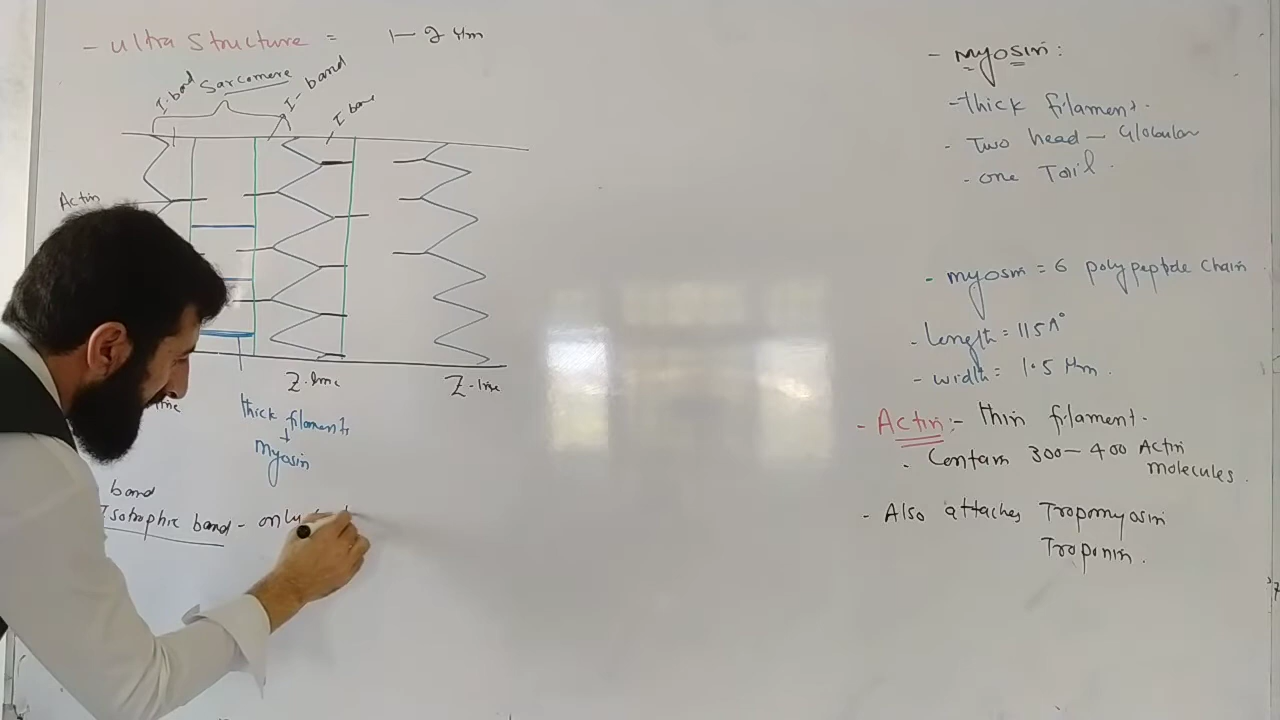 - Ultra Structure = 1-2 µm
I-band Sarcomere I-band
I-band
Actin
Z-line Z-line
thick filaments
Myosin
band
Isotrophic band - only
- myosin:
- thick filament.
- Two head - Globular
- one Tail.
- myosin = 6 polypeptide chain
- length = 115 A°
- width = 1.5 µm.
- Actin:- thin filament.
. Contain 300-400 Actin
molecules.
- Also attaches Tropomyosin
Troponin.